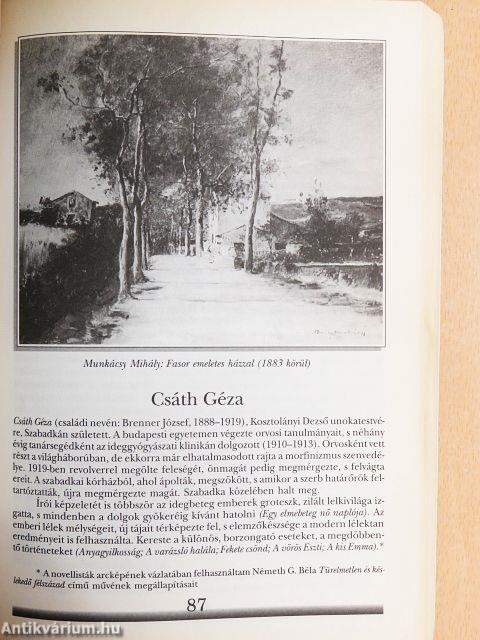 Munkácsy Mihály: Fasor emeletes házzal (1883 körül)
Csáth Géza
Csáth Géza (családi nevén: Brenner József, 1888–1919), Kosztolányi Dezső unokatestvé-
re, Szabadkán született. A budapesti egyetemen végezte orvosi tanulmányait, s néhány
évig tanársegédként az ideggyógyászati klinikán dolgozott (1910–1913). Orvosként vett
részt a világháborúban, de ekkorra már elhatalmasodott rajta a morfinizmus szenvedé-
lye. 1919-ben revolverrel megölte feleségét, önmagát pedig megmérgezte, s felvágta
ereit. A szabadkai kórházból, ahol ápolták, megszökött, s amikor a szerb határőrök fel-
tartóztatták, újra megmérgezte magát. Szabadka közelében halt meg.
Írói képzeletét is többször az idegbeteg emberek groteszk, zilált lelkivilága iz-
gatta, s mindenben a dolgok gyökeréig kívánt hatolni (Egy elmebeteg nő naplója). Az
emberi lélek mélységeit, új tájait térképezte fel, s elemzőkészsége a modern lélektan
eredményeit is felhasználta. Kereste a különös, borzongató eseteket, a megdöbben-
tő történeteket (Anyagyilkosság; A varázsló halála; Fekete csönd; A vörös Eszti; A kis Emma).*
* A novellisták arcképének vázlatában felhasználtam Németh G. Béla Türelmetlen és kés-
lekedő félszázad című művének megállapításait
87
Antikvárium.hu